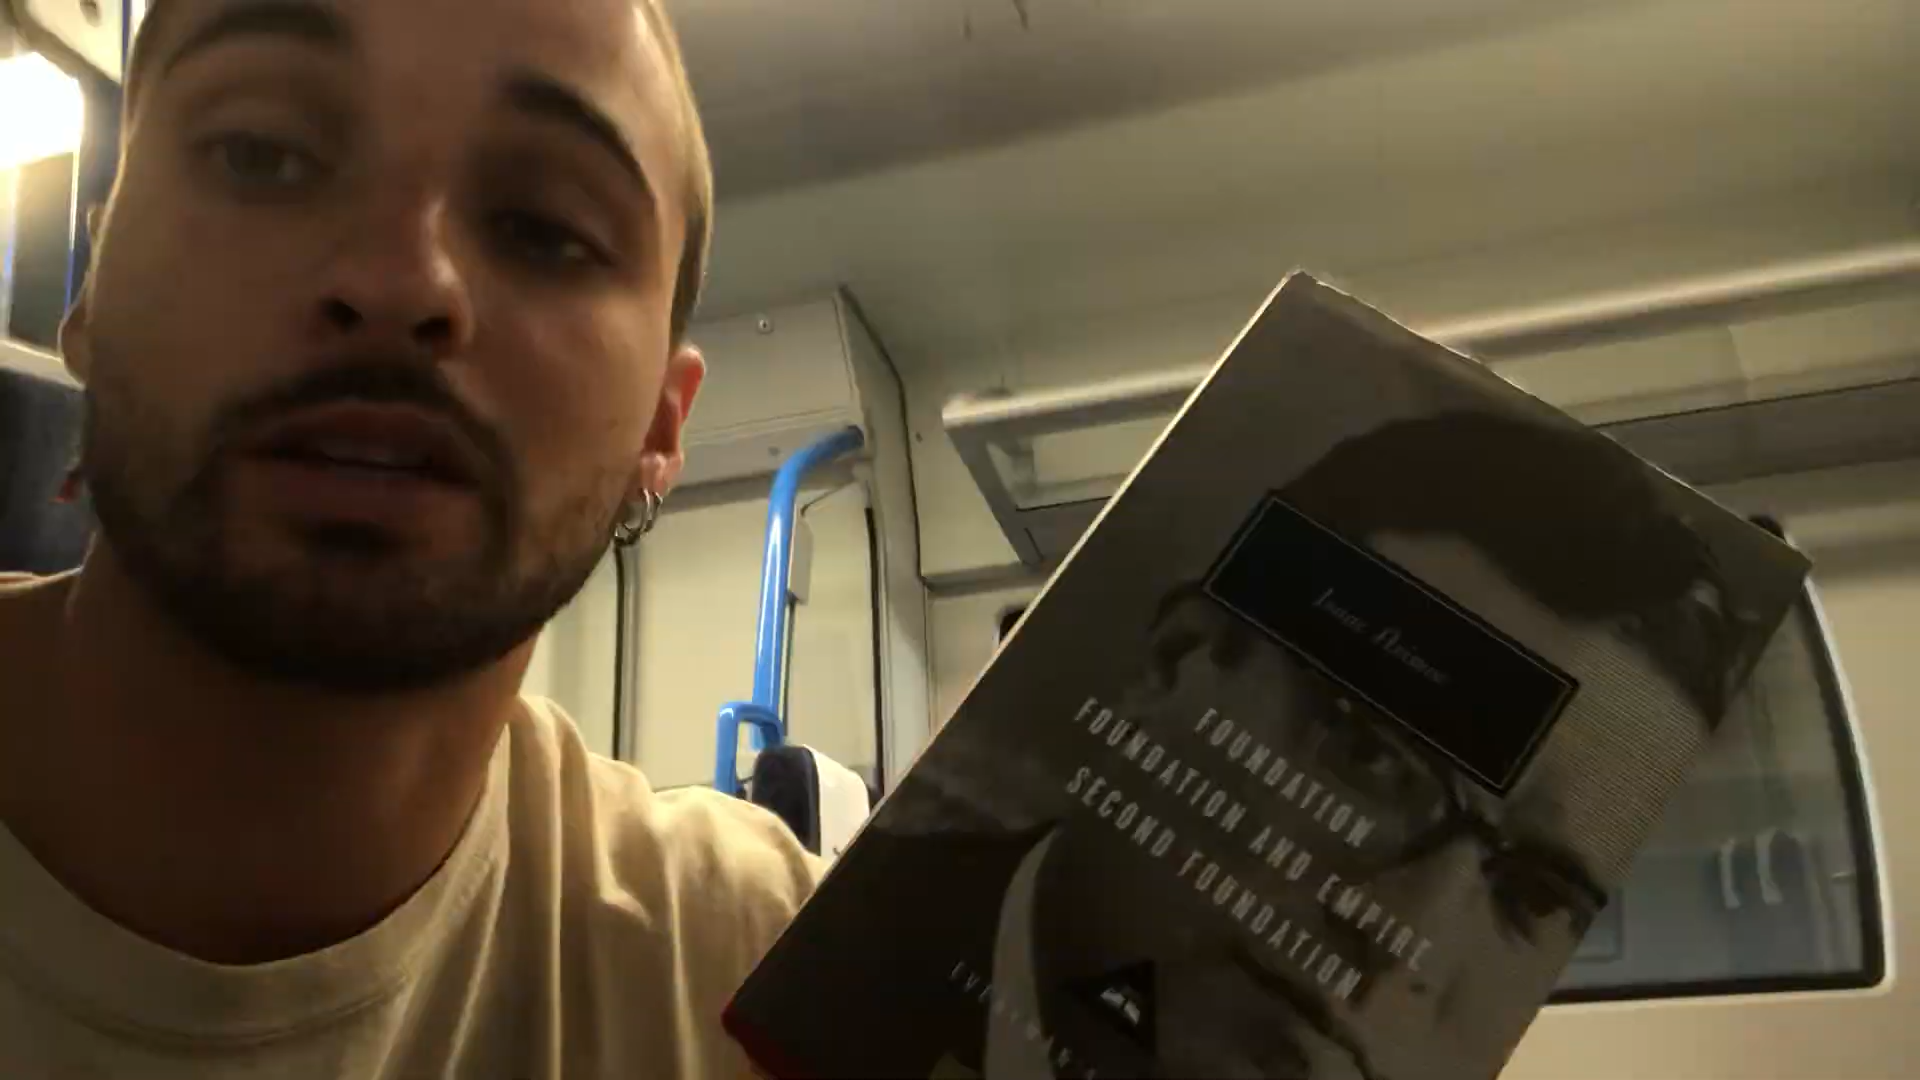 Isaac Asimov
FOUNDATION
FOUNDATION AND EMPIRE
SECOND FOUNDATION